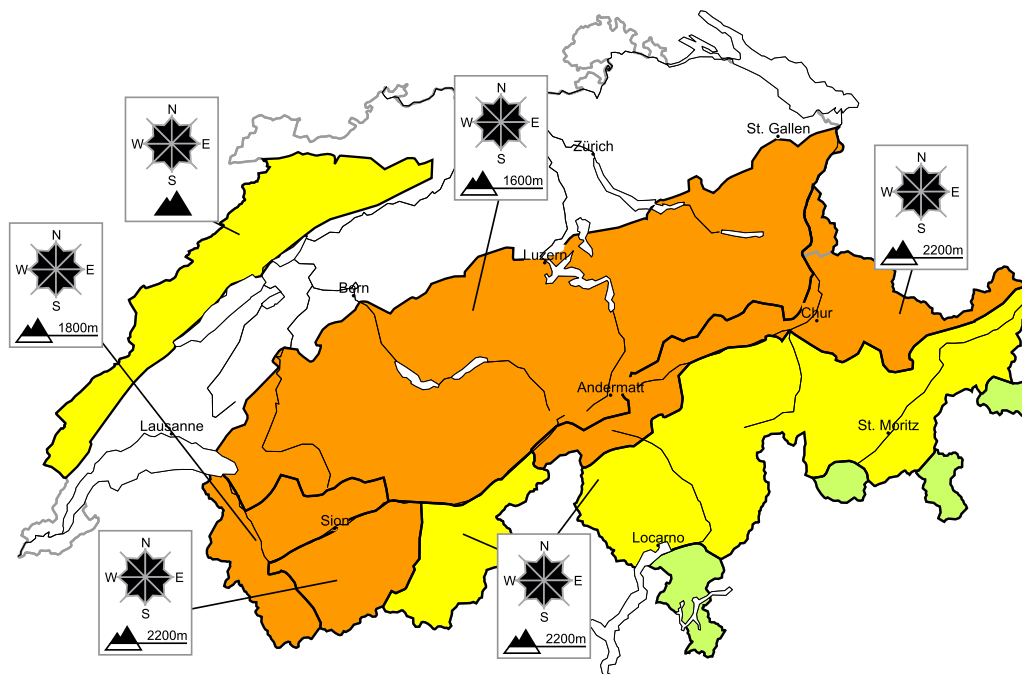 N
W E
S
1600m
N
W E
S
St. Gallen
Zürich
N
W E
S
2200m
N
W E
S
1800m
Luzern
Bern
Chur
Andermatt
Lausanne
St. Moritz
Sion
Locarno
N
W E
S
2200m
N
W E
S
2200m